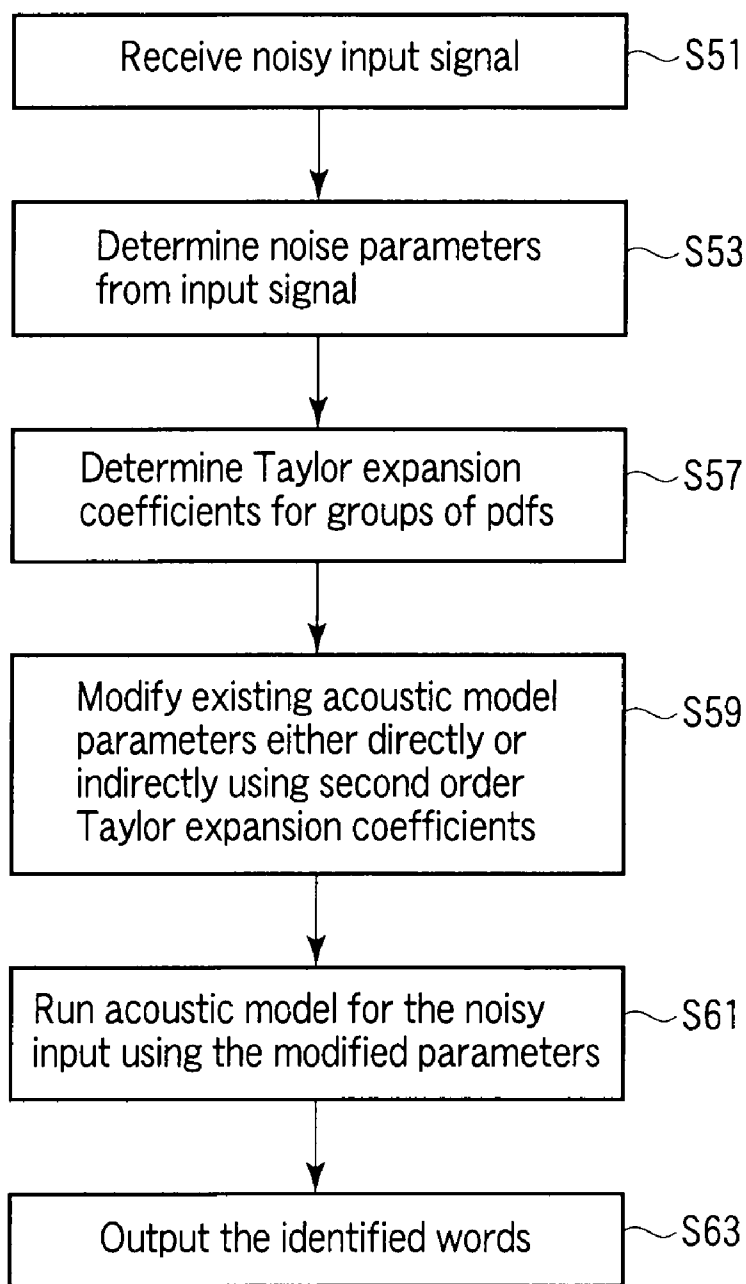 Receive noisy input signal
S51
Determine noise parameters
from input signal
S53
Determine Taylor expansion
coefficients for groups of pdfs
S57
Modify existing acoustic model
parameters either directly or
indirectly using second order
Taylor expansion coefficients
S59
Run acoustic model for the noisy
input using the modified parameters
S61
Output the identified words
S63